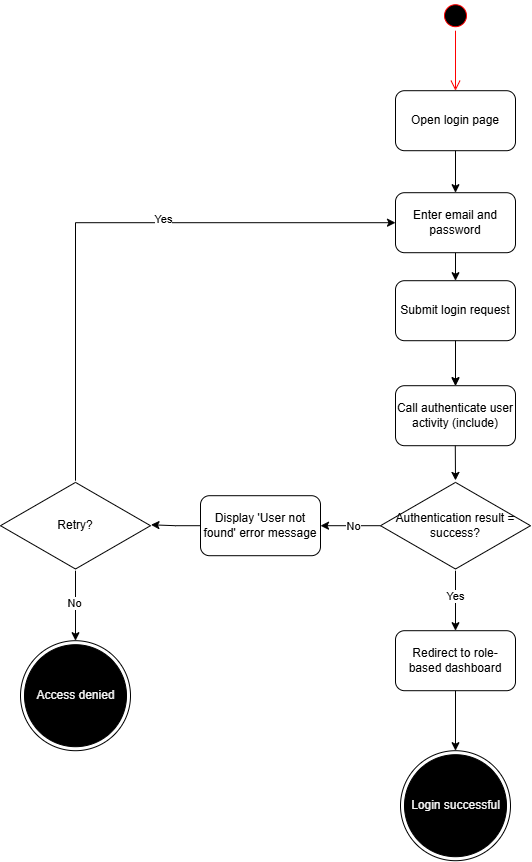 Open login page
Yes
Enter email and
password
Submit login request
Call authenticate user
activity (include)
Retry?
Display 'User not
found' error message
No
Authentication result =
success?
No
Yes
Access denied
Redirect to role-
based dashboard
Login successful